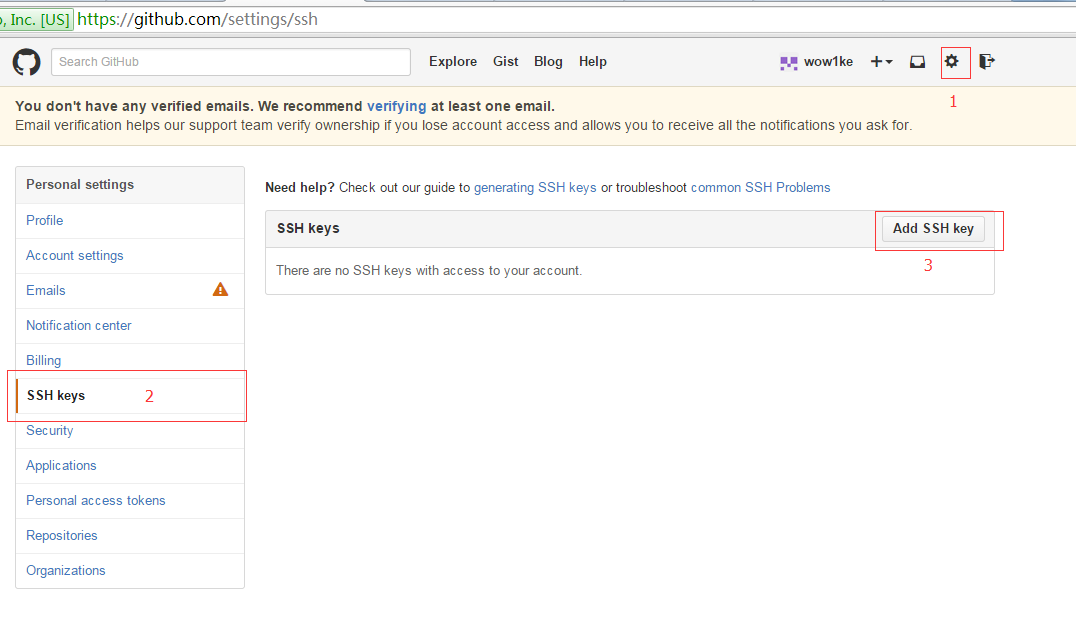 , Inc. [US] https://github.com/settings/ssh
Search GitHub Explore Gist Blog Help wow1ke
1
You don't have any verified emails. We recommend verifying at least one email.
Email verification helps our support team verify ownership if you lose account access and allows you to receive all the notifications you ask for.
Personal settings
Profile
Account settings
Emails
Notification center
Billing
SSH keys 2
Security
Applications
Personal access tokens
Repositories
Organizations
Need help? Check out our guide to generating SSH keys or troubleshoot common SSH Problems
SSH keys Add SSH key
3
There are no SSH keys with access to your account.